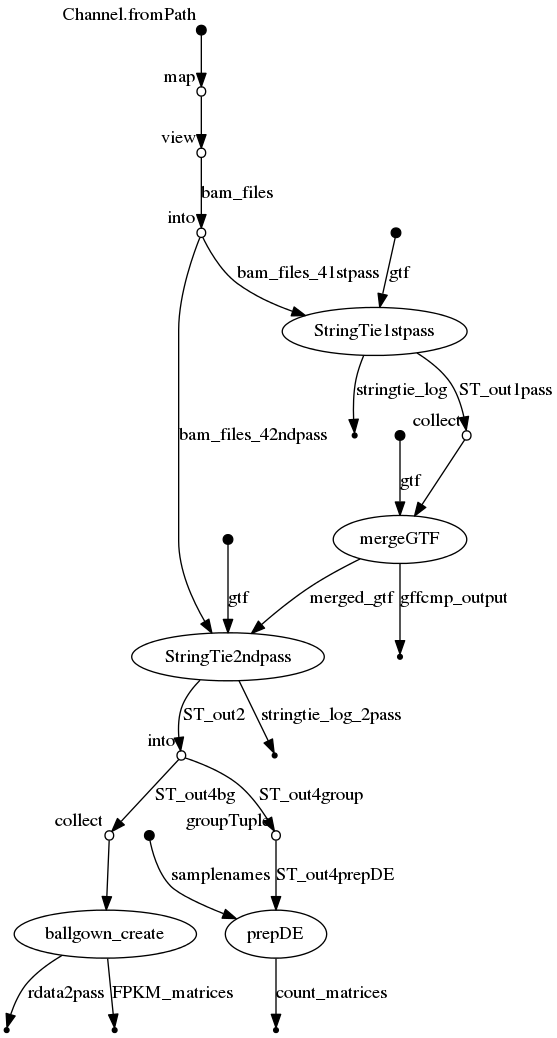 Channel.fromPath
map
view
bam_files
into
bam_files_41stpass
gtf
StringTie1stpass
stringtie_log
ST_out1pass
collect
bam_files_42ndpass
gtf
mergeGTF
gtf
merged_gtf
gffcmp_output
StringTie2ndpass
ST_out2
stringtie_log_2pass
into
ST_out4bg
ST_out4group
collect
groupTuple
samplenames
ST_out4prepDE
ballgown_create
prepDE
rdata2pass
FPKM_matrices
count_matrices